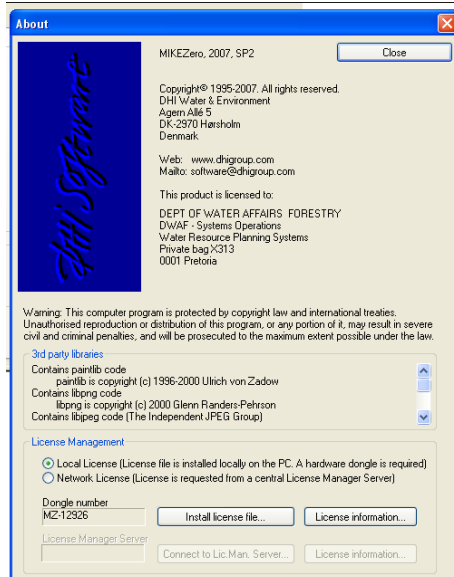 About
MIKEZero, 2007, SP2
Close
Copyright© 1995-2007. All rights reserved.
DHI Water & Environment
Agern Allé 5
DK-2970 Hørsholm
Denmark
Web: www.dhigroup.com
Mailto: software@dhigroup.com
This product is licensed to:
DEPT OF WATER AFFAIRS FORESTRY
DWAF - Systems Operations
Water Resource Planning Systems
Private bag X313
0001 Pretoria
DHI Software
Warning: This computer program is protected by copyright law and international treaties.
Unauthorised reproduction or distribution of this program, or any portion of it, may result in severe
civil and criminal penalties, and will be prosecuted to the maximum extent possible under the law.
3rd party libraries
Contains paintlib code
paintlib is copyright (c) 1996-2000 Ulrich von Zadow
Contains libpng code
libpng is copyright (c) 2000 Glenn Randers-Pehrson
Contains libjpeg code (The Independent JPEG Group)
License Management
Local License (License file is installed locally on the PC. A hardware dongle is required)
Network License (License is requested from a central License Manager Server)
Dongle number
MZ-12926
Install license file...
License information...
License Manager Server
Connect to Lic.Man. Server...
License information...